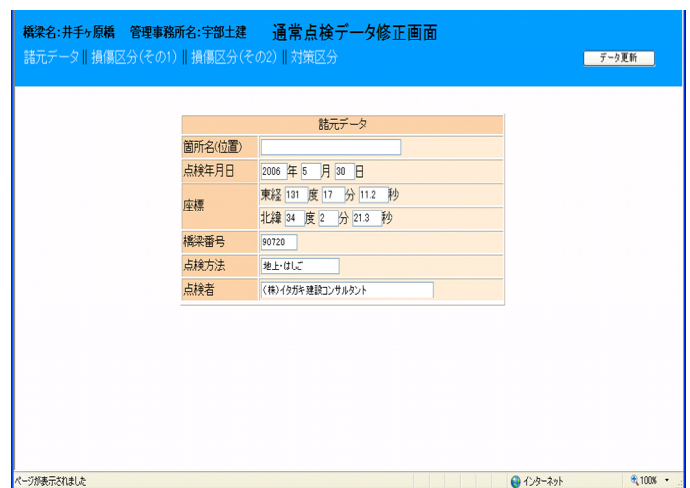 橋梁名:井手ヶ原橋 管理事務所名:宇部土建 通常点検データ修正画面
諸元データ || 損傷区分(その1) || 損傷区分(その2) || 対策区分 データ更新
諸元データ
箇所名(位置)
点検年月日 2006 年 5 月 30 日
座標 東経 131 度 17 分 11.2 秒
北緯 34 度 2 分 21.3 秒
橋梁番号 90720
点検方法 地上・はしご
点検者 (株)イタガキ建設コンサルタント
ページが表示されました インターネット 100%